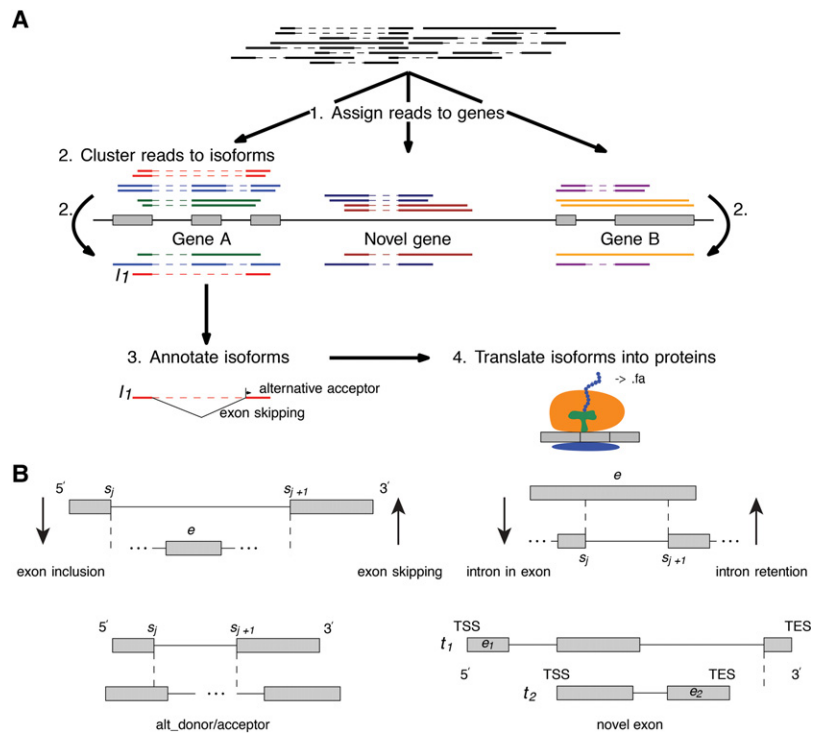 A
1. Assign reads to genes
2. Cluster reads to isoforms
2.
2.
Gene A
Novel gene
Gene B
I1
3. Annotate isoforms
4. Translate isoforms into proteins
I1
alternative acceptor
exon skipping
-> .fa
B
5' sj sj+1 3'
e
exon inclusion
exon skipping
e
sj sj+1
intron in exon
intron retention
5' sj sj+1 3'
...
alt_donor/acceptor
TSS TES
t1 e1
5' TSS TES 3'
t2 e2
novel exon